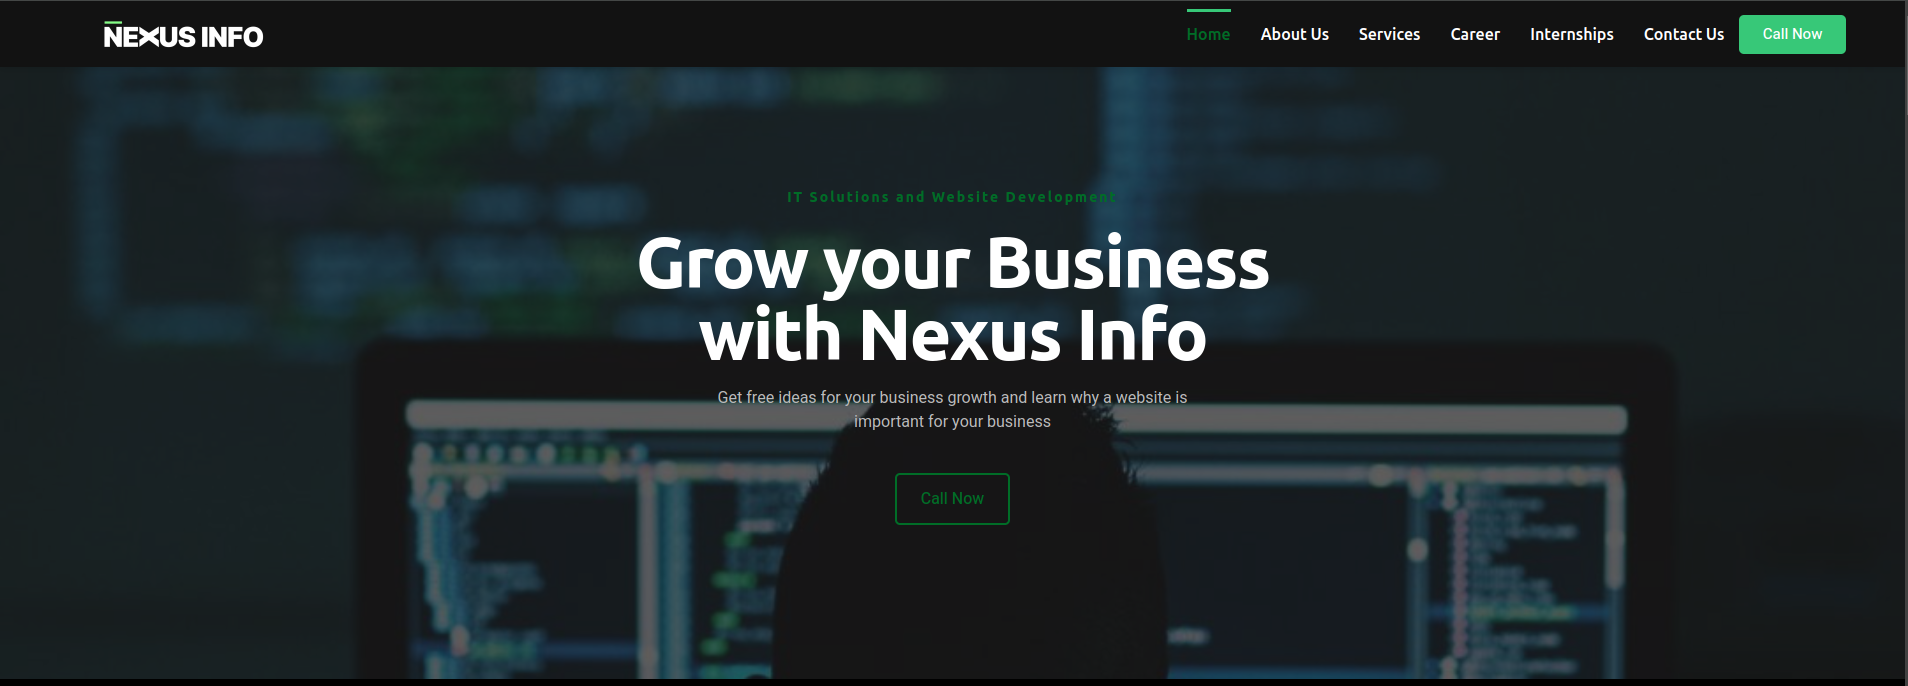 NEXUS INFO
Home About Us Services Career Internships Contact Us Call Now
IT Solutions and Website Development
Grow your Business
with Nexus Info
Get free ideas for your business growth and learn why a website is
important for your business
Call Now